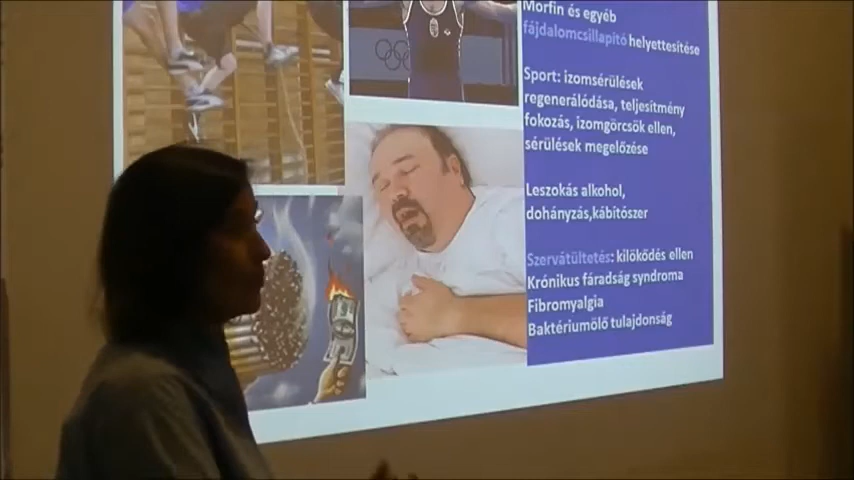 Morfin és egyéb
fájdalomcsillapító helyettesítése
Sport: izomsérülések
regenerálódása, teljesítmény
fokozás, izomgörcsök ellen,
sérülések megelőzése
Leszokás alkohol,
dohányzás,kábítószer
Szervátültetés: kilökődés ellen
Krónikus fáradság syndroma
Fibromyalgia
Baktériumölő tulajdonság